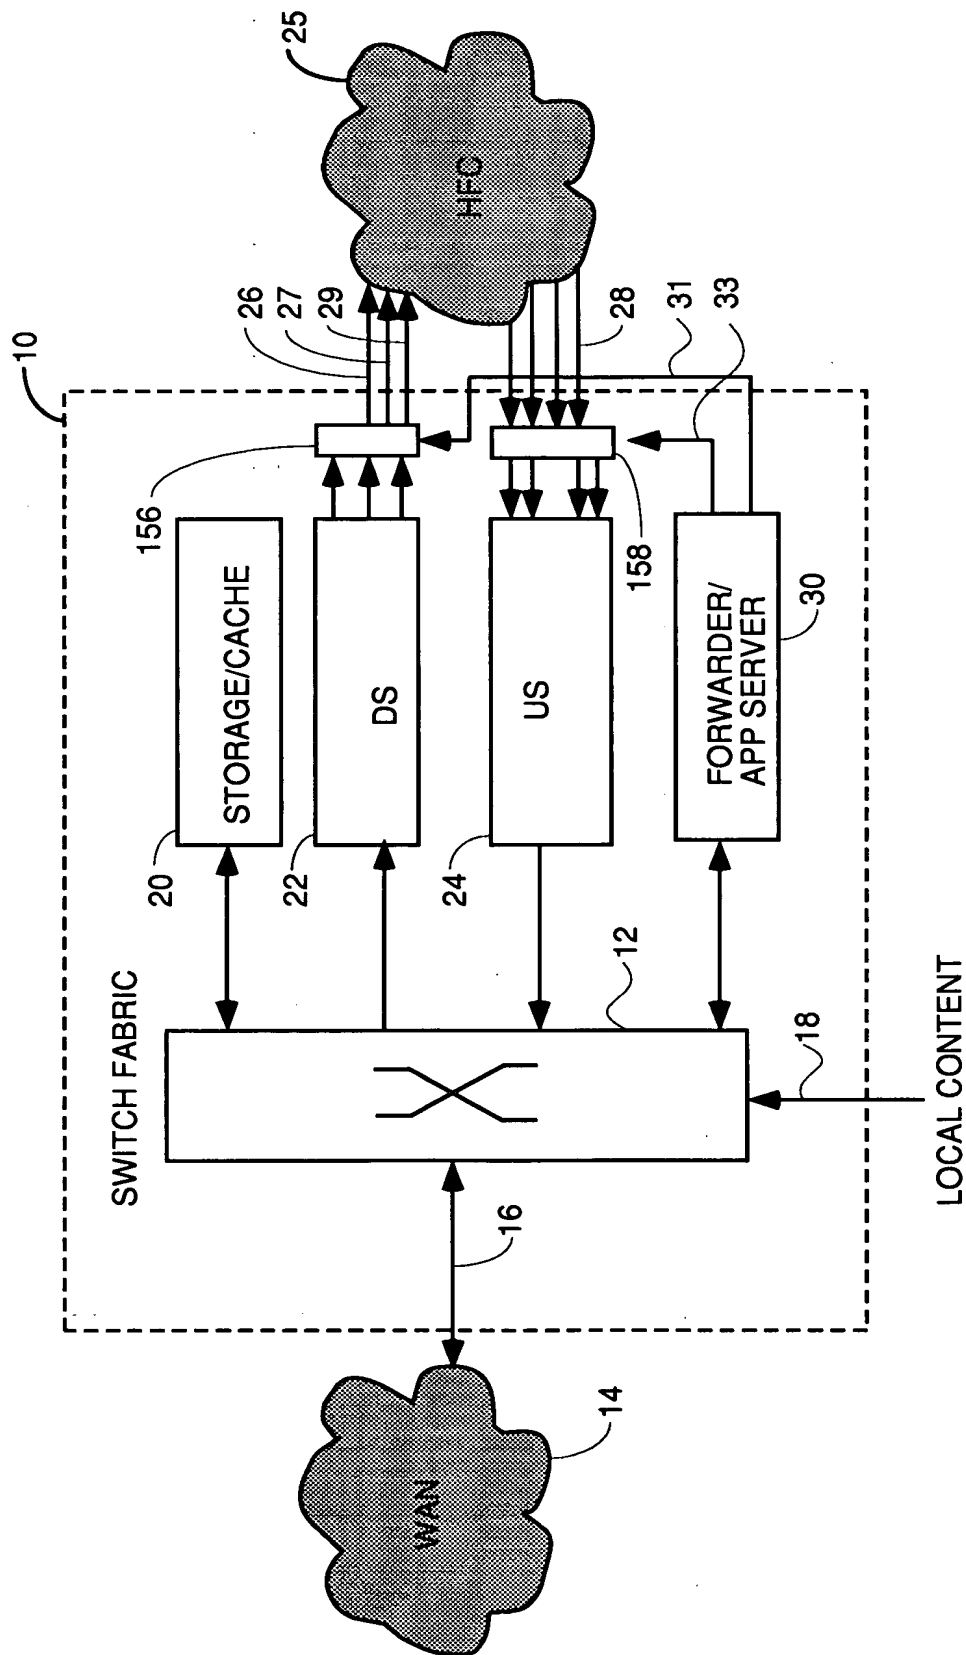 10
SWITCH FABRIC
WAN
14
16
12
18
LOCAL CONTENT
20
STORAGE/CACHE
22
DS
24
US
FORWARDER/
APP SERVER
30
156
158
26
27
29
28
31
33
25
HFC